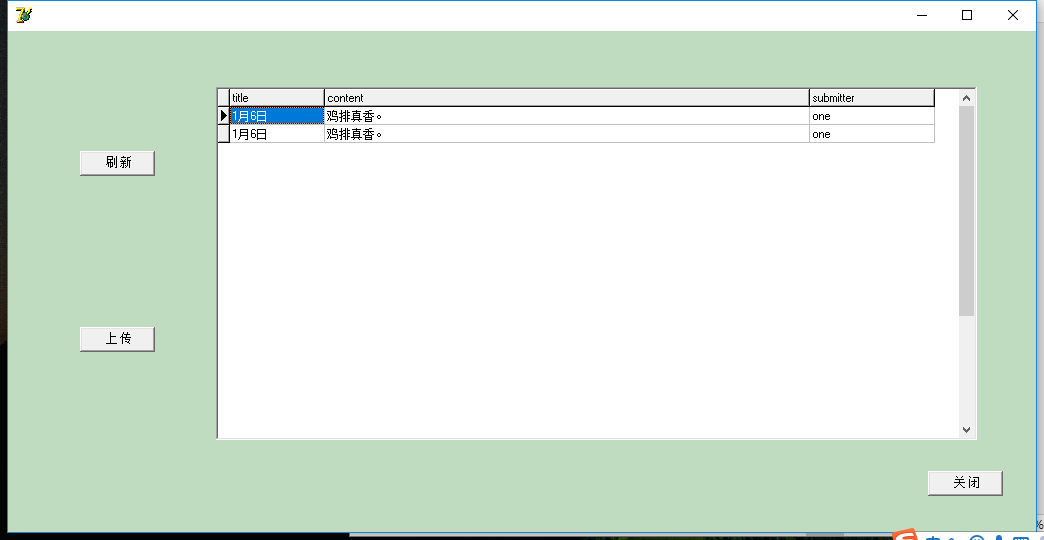 title content submitter
1月6日 鸡排真香。 one
1月6日 鸡排真香。 one
刷新
上传
关闭